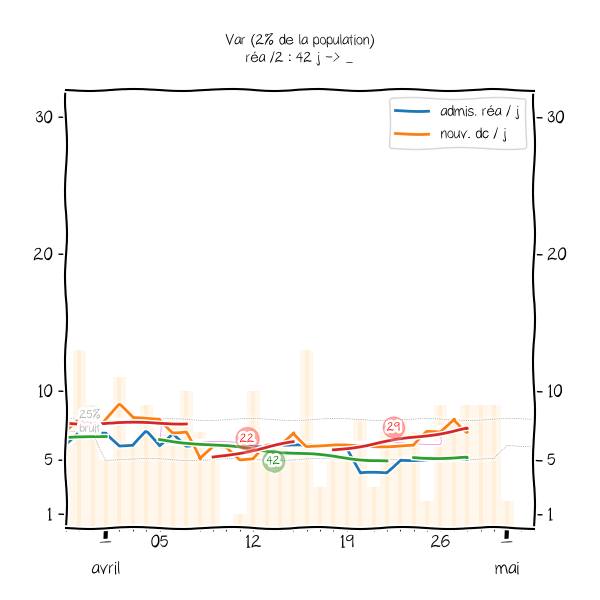 Var (2% de la population)
réa /2 : 42 j -> _
admis. réa / j
nouv. dc / j
30
30
20
20
10
10
25%
bruit
22
29
42
5
5
1
1
05
12
19
26
avril
mai